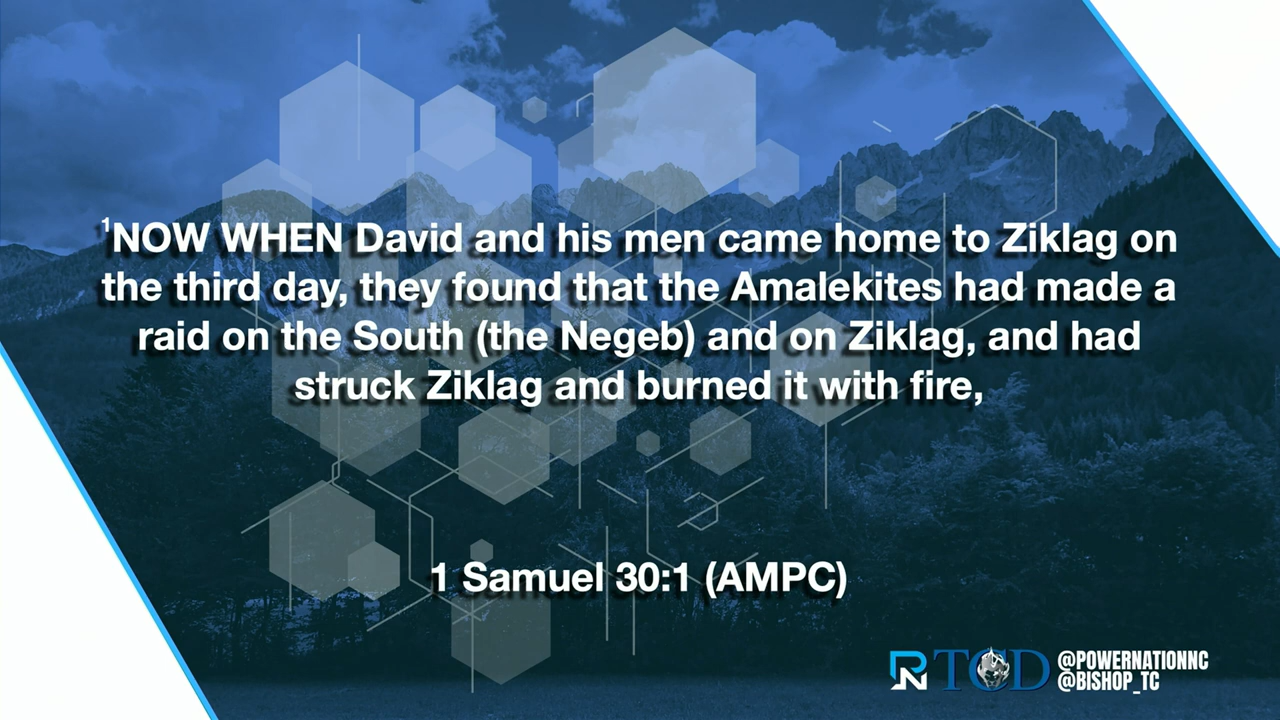 ¹NOW WHEN David and his men came home to Ziklag on
the third day, they found that the Amalekites had made a
raid on the South (the Negeb) and on Ziklag, and had
struck Ziklag and burned it with fire,
1 Samuel 30:1 (AMPC)
PN TCD @POWERNATIONNC
@BISHOP_TC